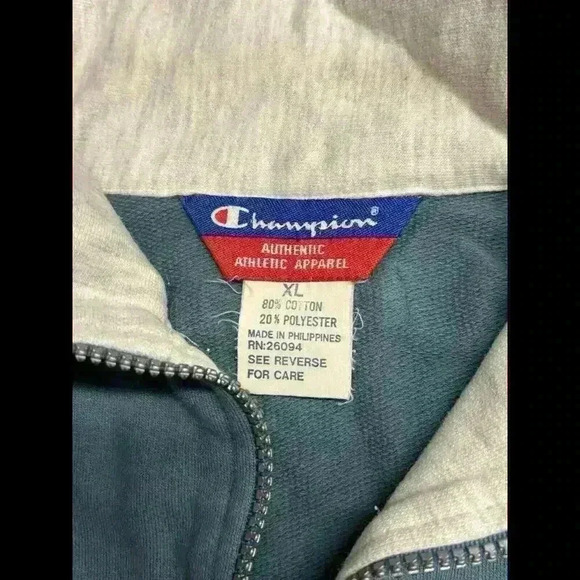 Champion®
AUTHENTIC
ATHLETIC APPAREL
XL
80% COTTON
20% POLYESTER
MADE IN PHILIPPINES
RN:26094
SEE REVERSE
FOR CARE